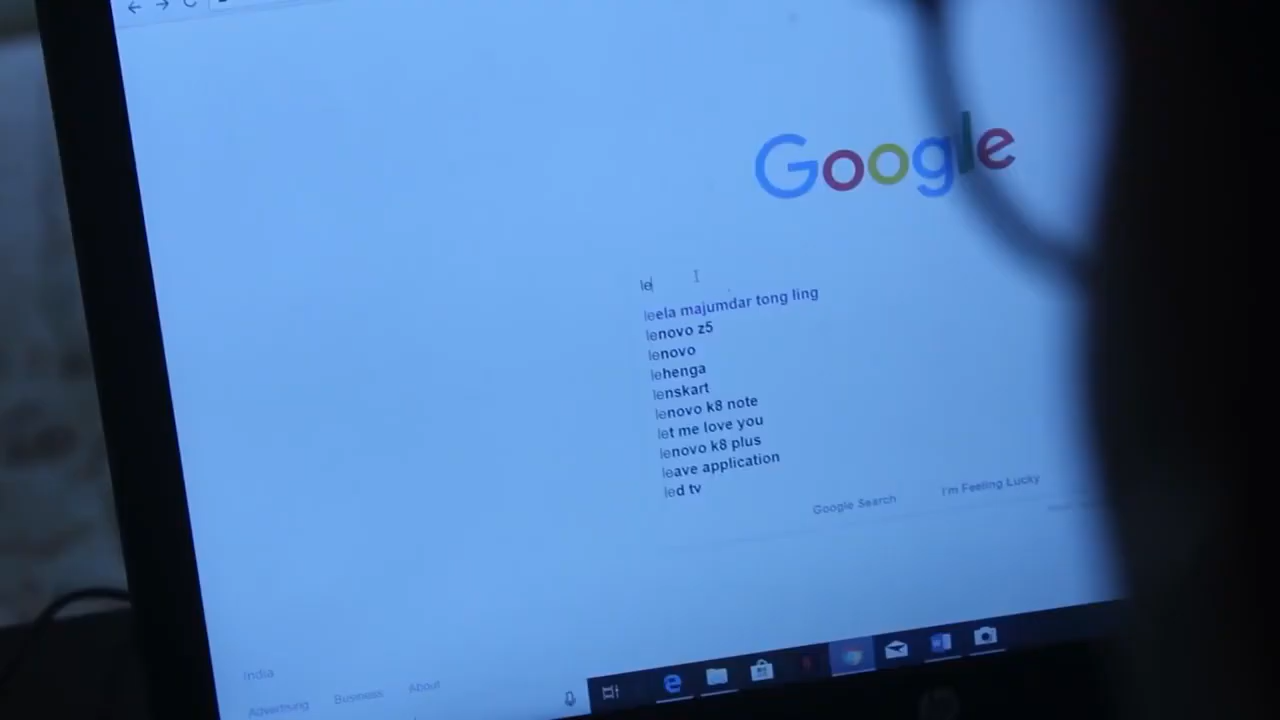 Google
le
leela majumdar tong ling
lenovo z5
lenovo
lehenga
lenskart
lenovo k8 note
let me love you
lenovo k8 plus
leave application
led tv
Google Search I'm Feeling Lucky
India
Advertising Business About